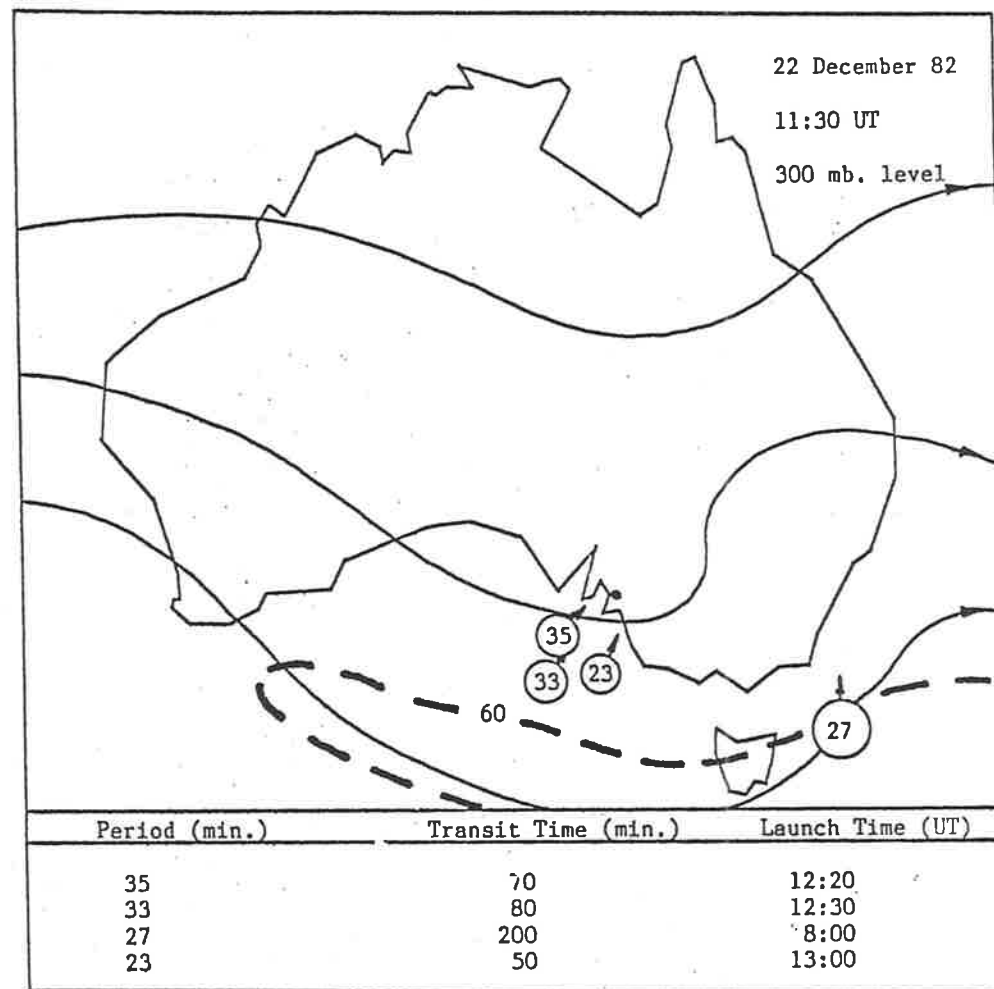 22 December 82
11:30 UT
300 mb. level
35
33
23
60
27
Period (min.) Transit Time (min.) Launch Time (UT)
35 70 12:20
33 80 12:30
27 200 8:00
23 50 13:00